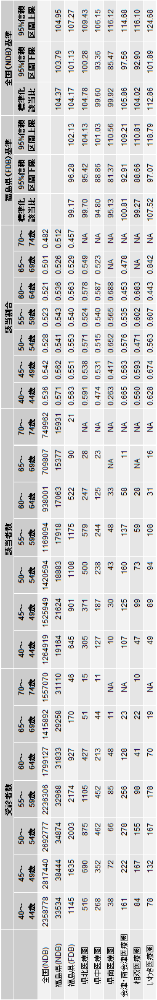 受診者数 該当者数 該当割合 福島県(FDB)基準 全国(NDB)基準
40～ 45～ 50～ 55～ 60～ 65～ 70～ 40～ 45～ 50～ 55～ 60～ 65～ 70～ 40～ 45～ 50～ 55～ 60～ 65～ 70～ 標準化 95%信頼 95%信頼 標準化 95%信頼 95%信頼
44歳 49歳 54歳 59歳 64歳 69歳 74歳 44歳 49歳 54歳 59歳 64歳 69歳 74歳 44歳 49歳 54歳 59歳 64歳 69歳 74歳 該当比 区間下限 区間上限 該当比 区間下限 区間上限
全国(NDB) 2358778 2817440 2692777 2236306 1799127 1415892 1557070 1264919 1525949 1420594 1169094 938001 709807 749962 0.536 0.542 0.528 0.523 0.521 0.501 0.482
福島県(NDB) 33534 38444 34874 32968 31833 29258 31110 19164 21624 18883 17918 17063 15377 15931 0.571 0.562 0.541 0.543 0.536 0.526 0.512 104.37 103.79 104.95
福島県(FDB) 1145 1635 2003 2174 927 170 46 645 901 1108 1175 522 90 21 0.563 0.551 0.553 0.540 0.563 0.529 0.457 99.17 96.28 102.13 104.17 101.13 107.27
県北医療圏 516 690 875 1105 427 51 15 305 371 500 579 247 28 NA 0.591 0.538 0.571 0.524 0.578 0.549 NA 99.70 95.42 104.13 104.78 100.28 109.43
県中医療圏 268 352 462 452 213 44 11 127 187 238 244 125 23 NA 0.474 0.531 0.515 0.540 0.587 0.523 NA 94.80 88.86 101.03 99.60 93.36 106.15
県南医療圏 38 72 66 85 48 11 NA 10 30 43 48 33 NA NA 0.263 0.417 0.652 0.565 0.688 NA NA 95.13 81.37 110.56 99.92 85.47 116.12
会津・南会津医療圏 161 222 278 256 128 23 NA 107 125 160 137 58 11 NA 0.665 0.563 0.576 0.535 0.453 0.478 NA 100.81 92.91 109.21 105.86 97.56 114.68
相双医療圏 84 167 155 98 41 22 10 47 99 73 59 28 NA NA 0.560 0.593 0.471 0.602 0.683 NA NA 99.27 88.66 110.81 104.02 92.90 116.10
いわき医療圏 78 132 167 178 70 19 NA 49 89 94 108 31 16 NA 0.628 0.674 0.563 0.607 0.443 0.842 NA 107.52 97.07 118.79 112.86 101.89 124.68